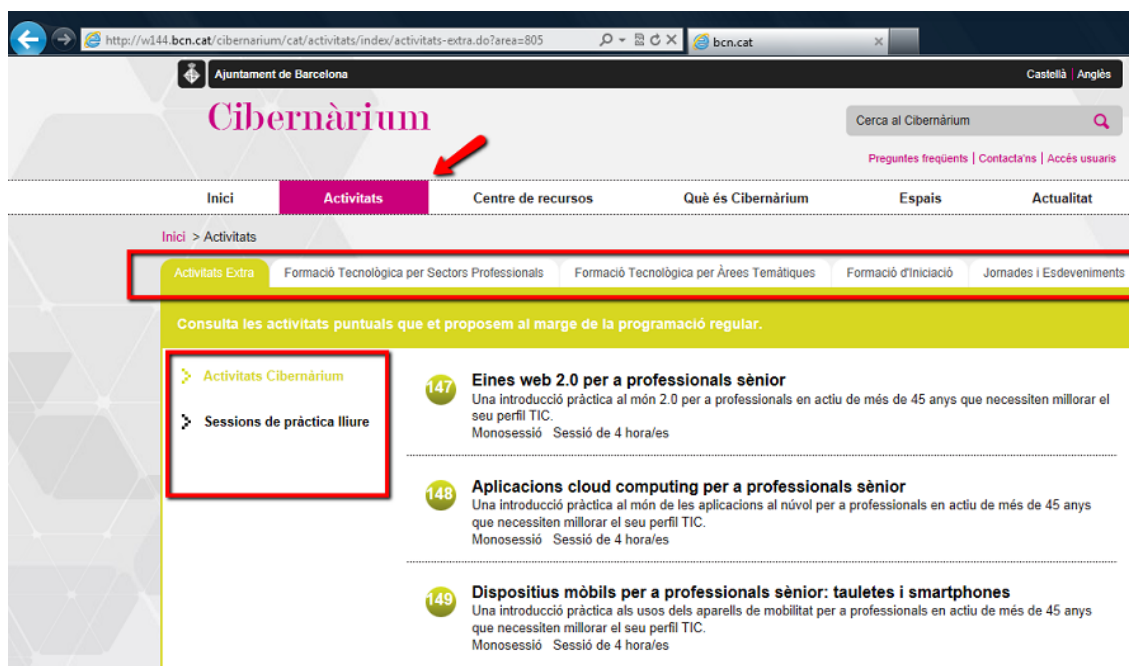 http://w144.bcn.cat/cibernarium/cat/activitats/index/activitats-extra.do?area=805
bcn.cat
Ajuntament de Barcelona
Castellà | Anglès
Cibernàrium
Cerca al Cibernàrium
Preguntes freqüents | Contacta'ns | Accés usuaris
Inici Activitats Centre de recursos Què és Cibernàrium Espais Actualitat
Inici > Activitats
Activitats Extra Formació Tecnològica per Sectors Professionals Formació Tecnològica per Àrees Temàtiques Formació d'Iniciació Jornades i Esdeveniments
Consulta les activitats puntuals que et proposem al marge de la programació regular.
Activitats Cibernàrium
Sessions de pràctica lliure
147 Eines web 2.0 per a professionals sènior
Una introducció pràctica al món 2.0 per a professionals en actiu de més de 45 anys que necessiten millorar el
seu perfil TIC.
Monosessió Sessió de 4 hora/es
148 Aplicacions cloud computing per a professionals sènior
Una introducció pràctica al món de les aplicacions al núvol per a professionals en actiu de més de 45 anys
que necessiten millorar el seu perfil TIC.
Monosessió Sessió de 4 hora/es
149 Dispositius mòbils per a professionals sènior: tauletes i smartphones
Una introducció pràctica als usos dels aparells de mobilitat per a professionals en actiu de més de 45 anys
que necessiten millorar el seu perfil TIC.
Monosessió Sessió de 4 hora/es